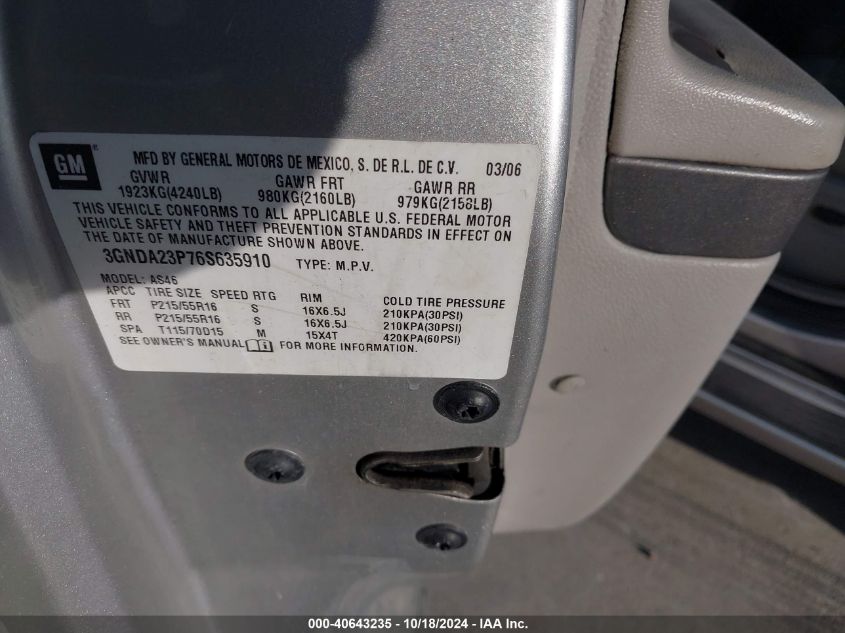 GM
MFD BY GENERAL MOTORS DE MEXICO, S. DE R.L. DE C.V. 03/06
GVWR GAWR FRT GAWR RR
1923KG(4240LB) 980KG(2160LB) 979KG(2158LB)
THIS VEHICLE CONFORMS TO ALL APPLICABLE U.S. FEDERAL MOTOR
VEHICLE SAFETY AND THEFT PREVENTION STANDARDS IN EFFECT ON
THE DATE OF MANUFACTURE SHOWN ABOVE.
3GNDA23P76S635910 TYPE: M.P.V.
MODEL: AS46
APCC TIRE SIZE SPEED RTG RIM COLD TIRE PRESSURE
FRT P215/55R16 S 16X6.5J 210KPA(30PSI)
RR P215/55R16 S 16X6.5J 210KPA(30PSI)
SPA T115/70D15 M 15X4T 420KPA(60PSI)
SEE OWNER'S MANUAL FOR MORE INFORMATION.
000-40643235 - 10/18/2024 - IAA Inc.